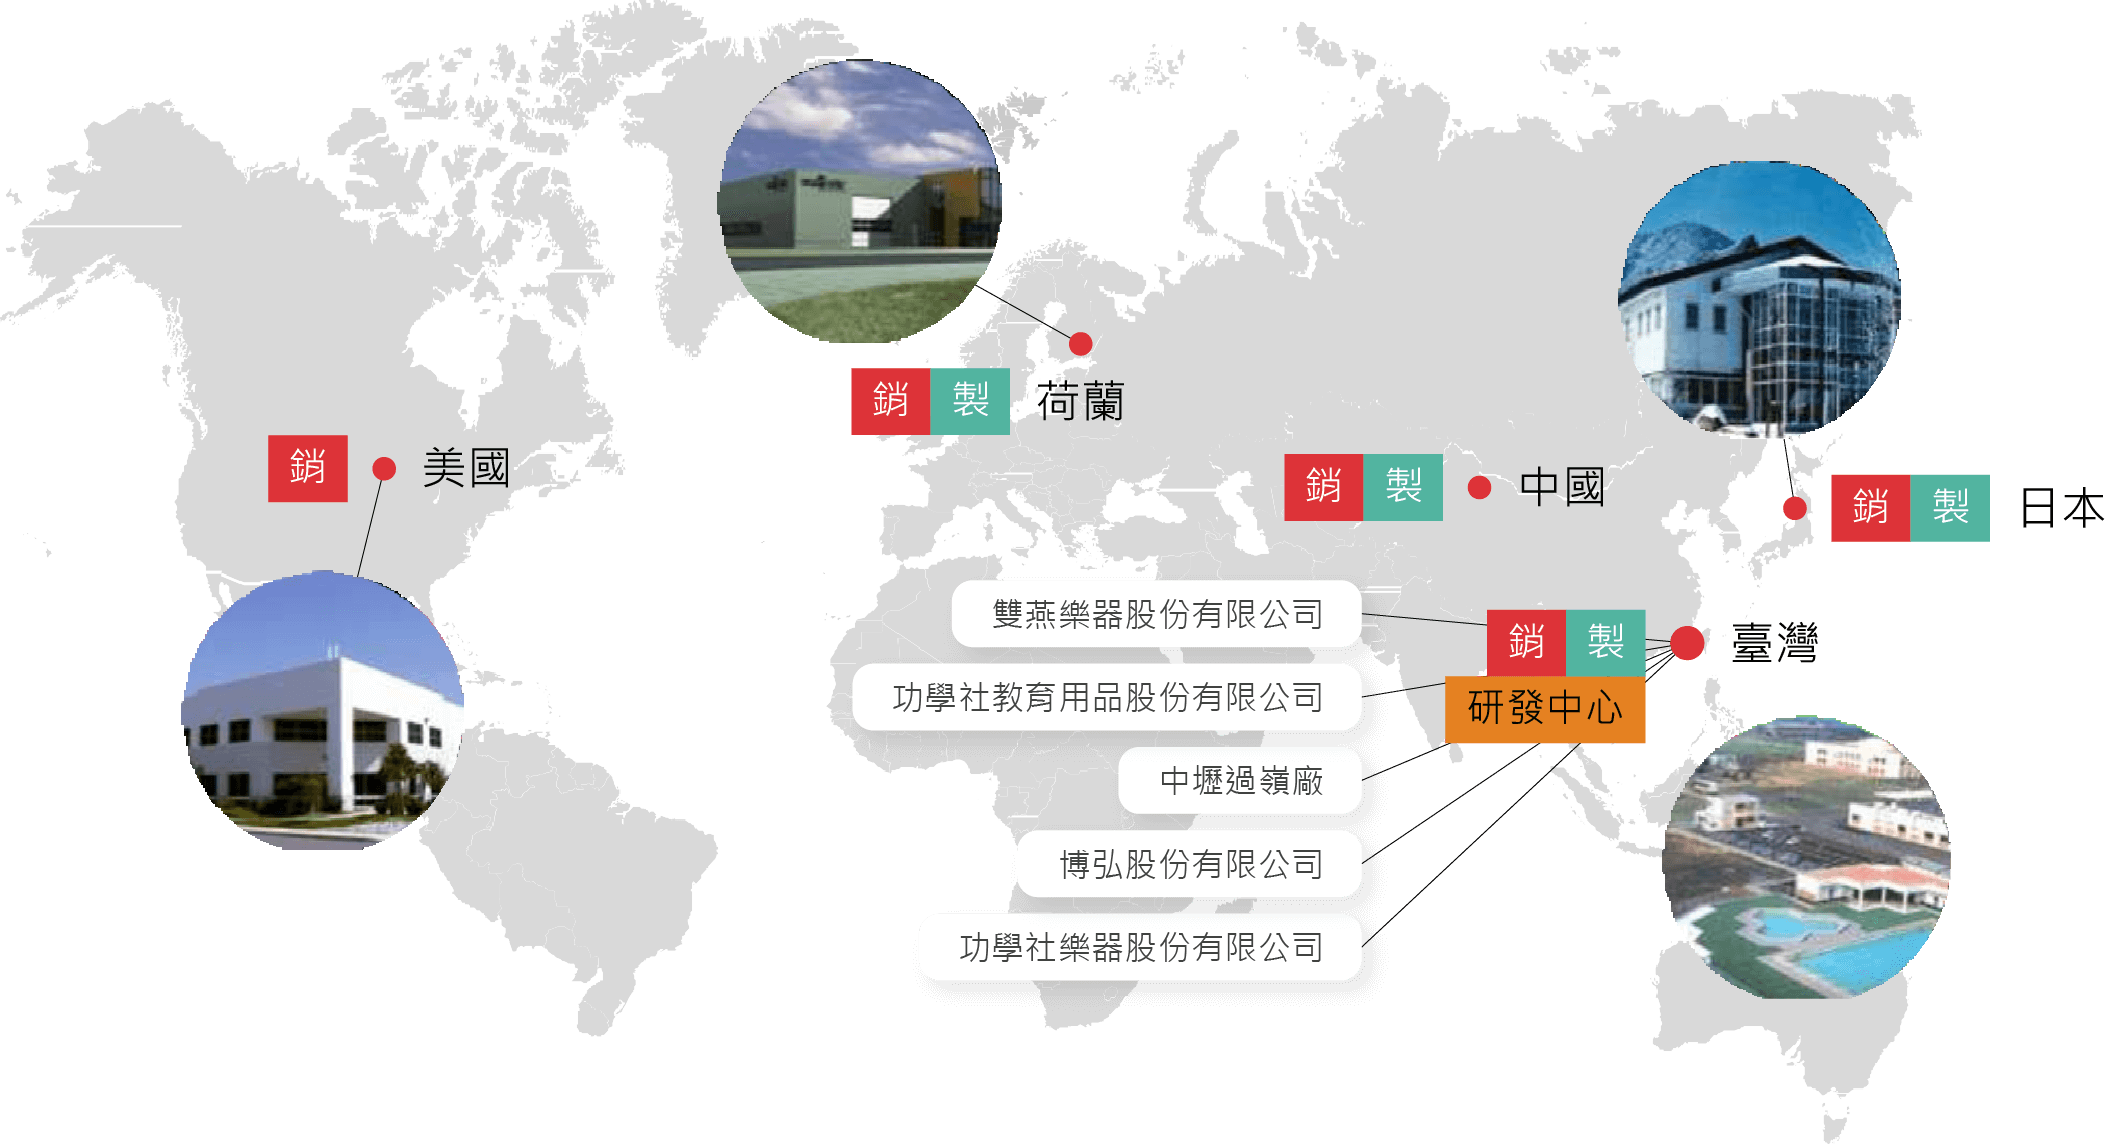 銷 製 荷蘭
銷 美國
銷 製 中國
銷 製 日本
雙燕樂器股份有限公司
銷 製 臺灣
功學社教育用品股份有限公司
研發中心
中壢過嶺廠
博弘股份有限公司
功學社樂器股份有限公司